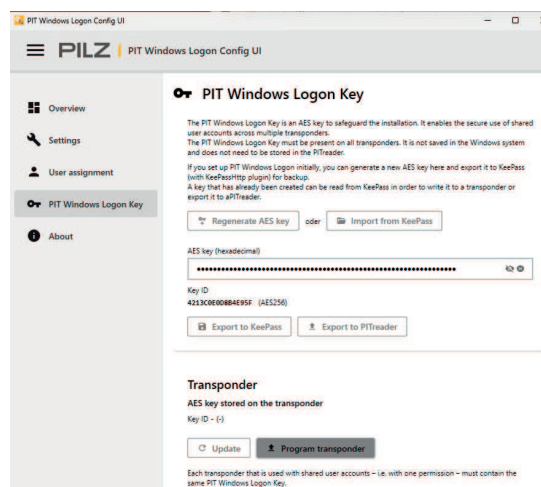 PIT Windows Logon Config UI
PILZ PIT Windows Logon Config UI
Overview
Settings
User assignment
PIT Windows Logon Key
About
PIT Windows Logon Key
The PIT Windows Logon Key is an AES key to safeguard the installation. It enables the secure use of shared
user accounts across multiple transponders.
The PIT Windows Logon Key must be present on all transponders. It is not saved in the Windows system
and does not need to be stored in the PITreader.
If you set up PIT Windows Logon initially, you can generate a new AES key here and export it to KeePass
(with KeePassHttp plugin) for backup.
A key that has already been created can be read from KeePass in order to write it to a transponder or
export it to aPITreader.
Regenerate AES key oder Import from KeePass
AES key (hexadecimal)
Key ID
4213C0E0DBB4E95F (AES256)
Export to KeePass Export to PITreader
Transponder
AES key stored on the transponder
Key ID - (-)
Update Program transponder
Each transponder that is used with shared user accounts – i.e. with one permission – must contain the
same PIT Windows Logon Key.